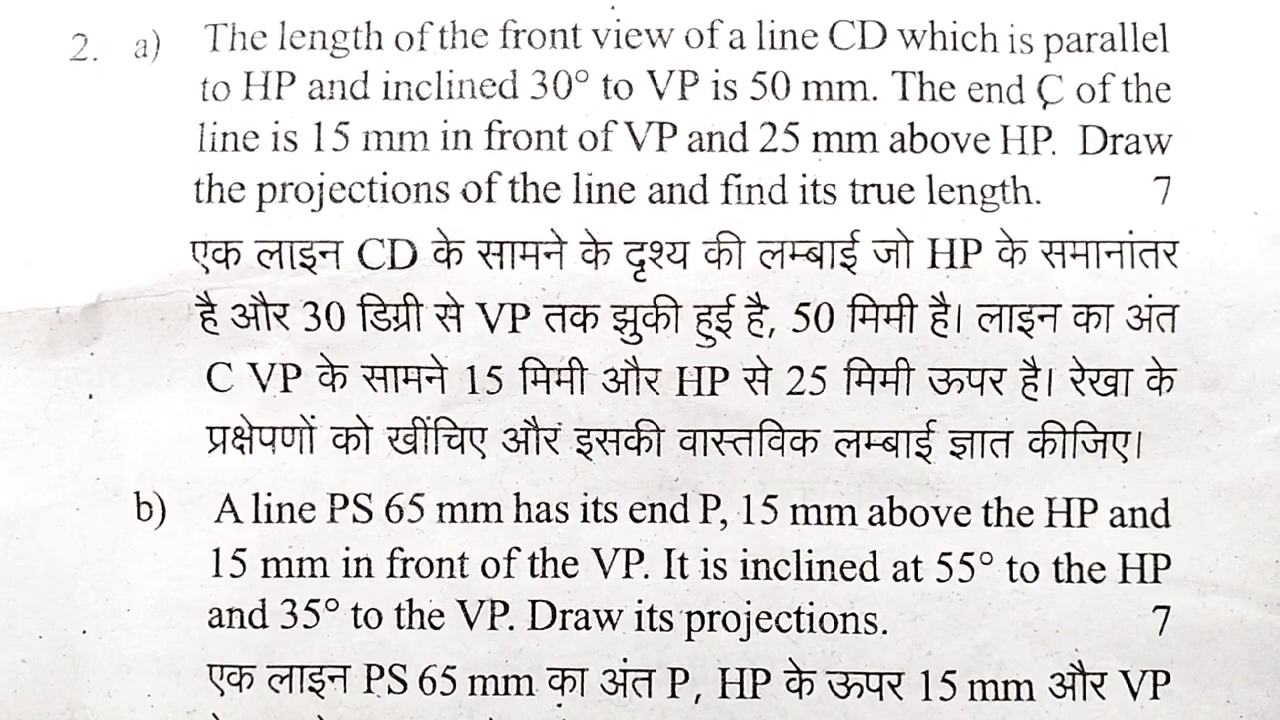 2. a) The length of the front view of a line CD which is parallel
to HP and inclined 30° to VP is 50 mm. The end C of the
line is 15 mm in front of VP and 25 mm above HP. Draw
the projections of the line and find its true length. 7
एक लाइन CD के सामने के दृश्य की लम्बाई जो HP के समानांतर
है और 30 डिग्री से VP तक झुकी हुई है, 50 मिमी है। लाइन का अंत
C VP के सामने 15 मिमी और HP से 25 मिमी ऊपर है। रेखा के
प्रक्षेपणों को खींचिए और इसकी वास्तविक लम्बाई ज्ञात कीजिए।
b) A line PS 65 mm has its end P, 15 mm above the HP and
15 mm in front of the VP. It is inclined at 55° to the HP
and 35° to the VP. Draw its projections. 7
एक लाइन PS 65 mm का अंत P, HP के ऊपर 15 mm और VP